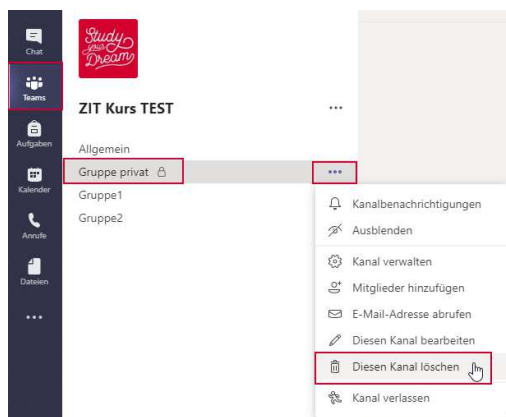 Chat
Teams
Aufgaben
Kalender
Anrufe
Dateien
Study
your
Dream
ZIT Kurs TEST
Allgemein
Gruppe privat
Gruppe1
Gruppe2
Kanalbenachrichtigungen
Ausblenden
Kanal verwalten
Mitglieder hinzufügen
E-Mail-Adresse abrufen
Diesen Kanal bearbeiten
Diesen Kanal löschen
Kanal verlassen